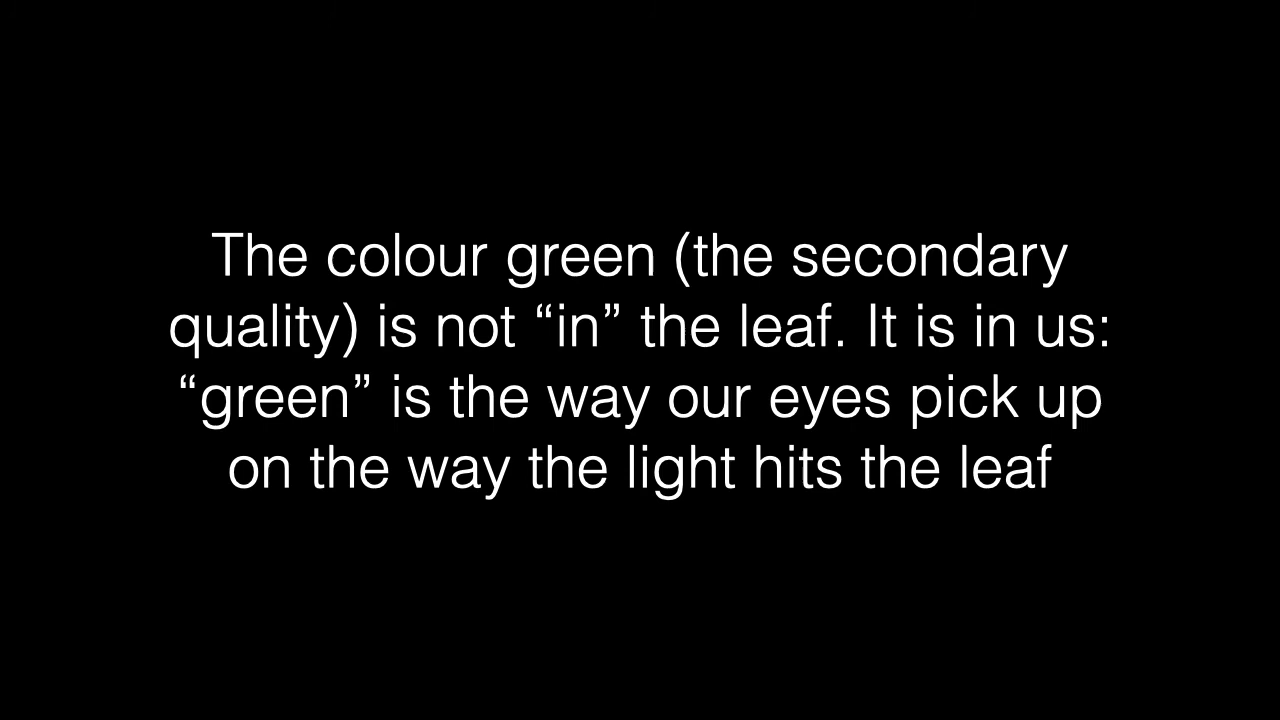 The colour green (the secondary
quality) is not “in” the leaf. It is in us:
“green” is the way our eyes pick up
on the way the light hits the leaf